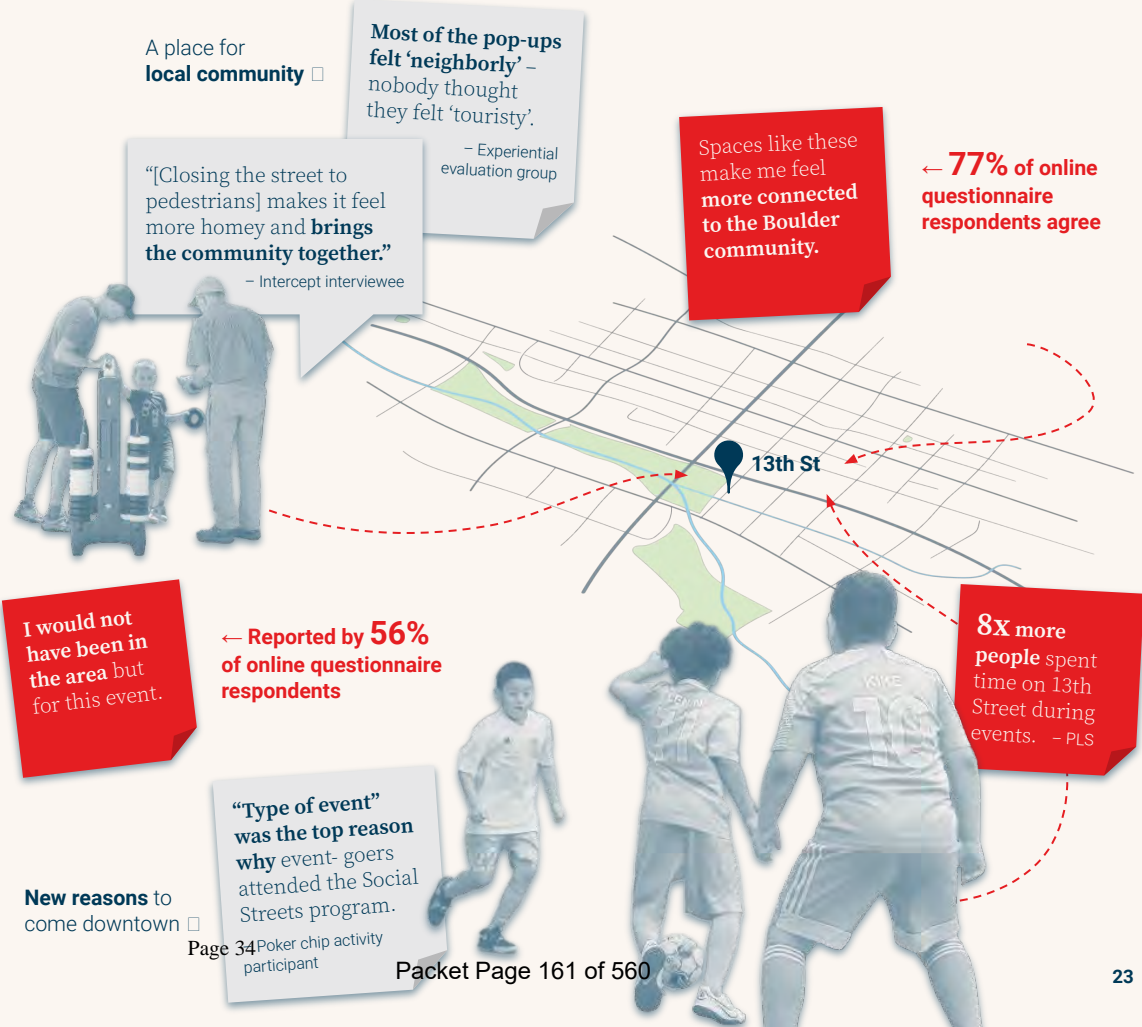 A place for
local community □
Most of the pop-ups
felt ‘neighborly’ –
nobody thought
they felt ‘touristy’.
– Experiential
evaluation group
“[Closing the street to
pedestrians] makes it feel
more homey and brings
the community together.”
– Intercept interviewee
Spaces like these
make me feel
more connected
to the Boulder
community.
← 77% of online
questionnaire
respondents agree
13th St
I would not
have been in
the area but
for this event.
← Reported by 56%
of online questionnaire
respondents
8x more
people spent
time on 13th
Street during
events. – PLS
KIKE
10
11
“Type of event”
was the top reason
why event- goers
attended the Social
Streets program.
– Poker chip activity
participant
New reasons to
come downtown □
Page 34
Packet Page 161 of 560
23